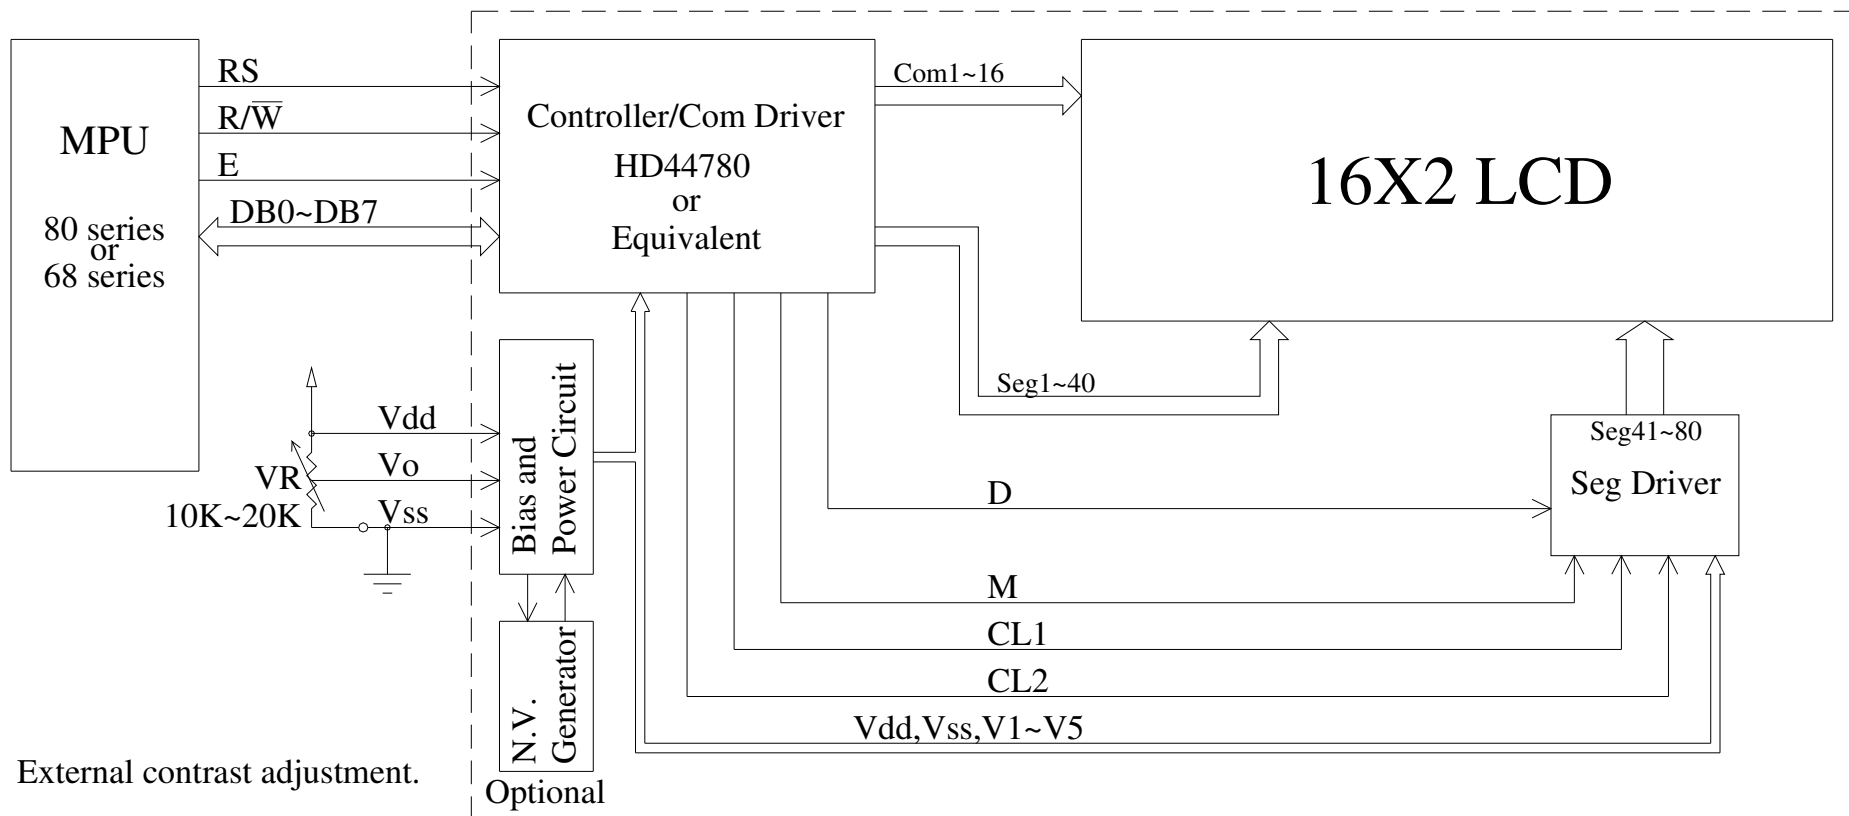 MPU
80 series
or
68 series
RS
R/W̅
E
DB0~DB7
Controller/Com Driver
HD44780
or
Equivalent
Com1~16
16X2 LCD
Seg1~40
Seg41~80
Seg Driver
Vdd
Vo
Vss
VR
10K~20K
Bias and
Power Circuit
N.V.
Generator
Optional
D
M
CL1
CL2
Vdd,Vss,V1~V5
External contrast adjustment.